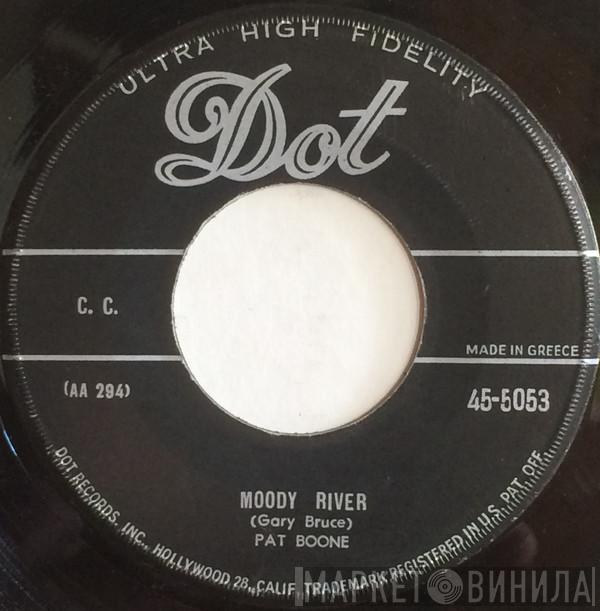 ULTRA HIGH FIDELITY
Dot
C. C.
MADE IN GREECE
(AA 294)
45-5053
MOODY RIVER
(Gary Bruce)
PAT BOONE
DOT RECORDS, INC., HOLLYWOOD 28, CALIF. TRADEMARK REGISTERED IN U.S. PAT. OFF.
МАРКЕТ ВИНИЛА